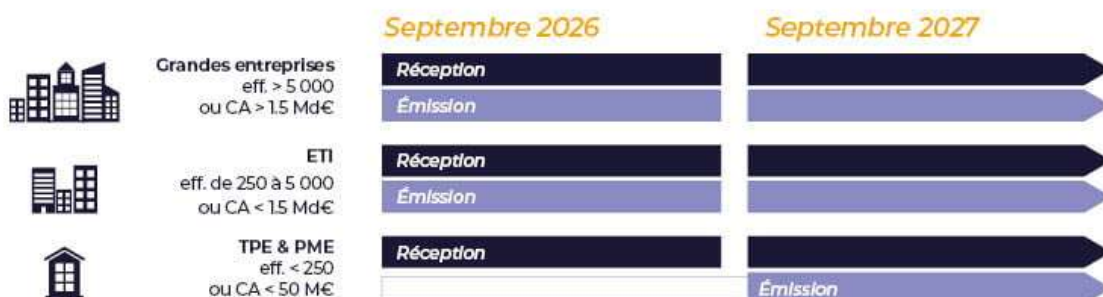 Septembre 2026
Septembre 2027
Grandes entreprises
eff. > 5 000
ou CA > 1.5 Md€
Réception
Émission
ETI
eff. de 250 à 5 000
ou CA < 1.5 Md€
Réception
Émission
TPE & PME
eff. < 250
ou CA < 50 M€
Réception
Émission